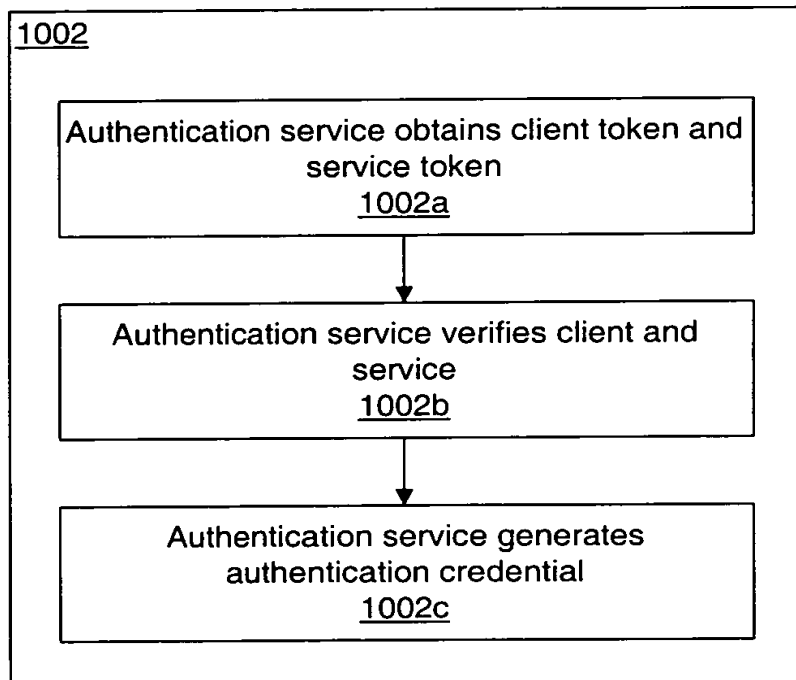 1002
Authentication service obtains client token and
service token
1002a
Authentication service verifies client and
service
1002b
Authentication service generates
authentication credential
1002c